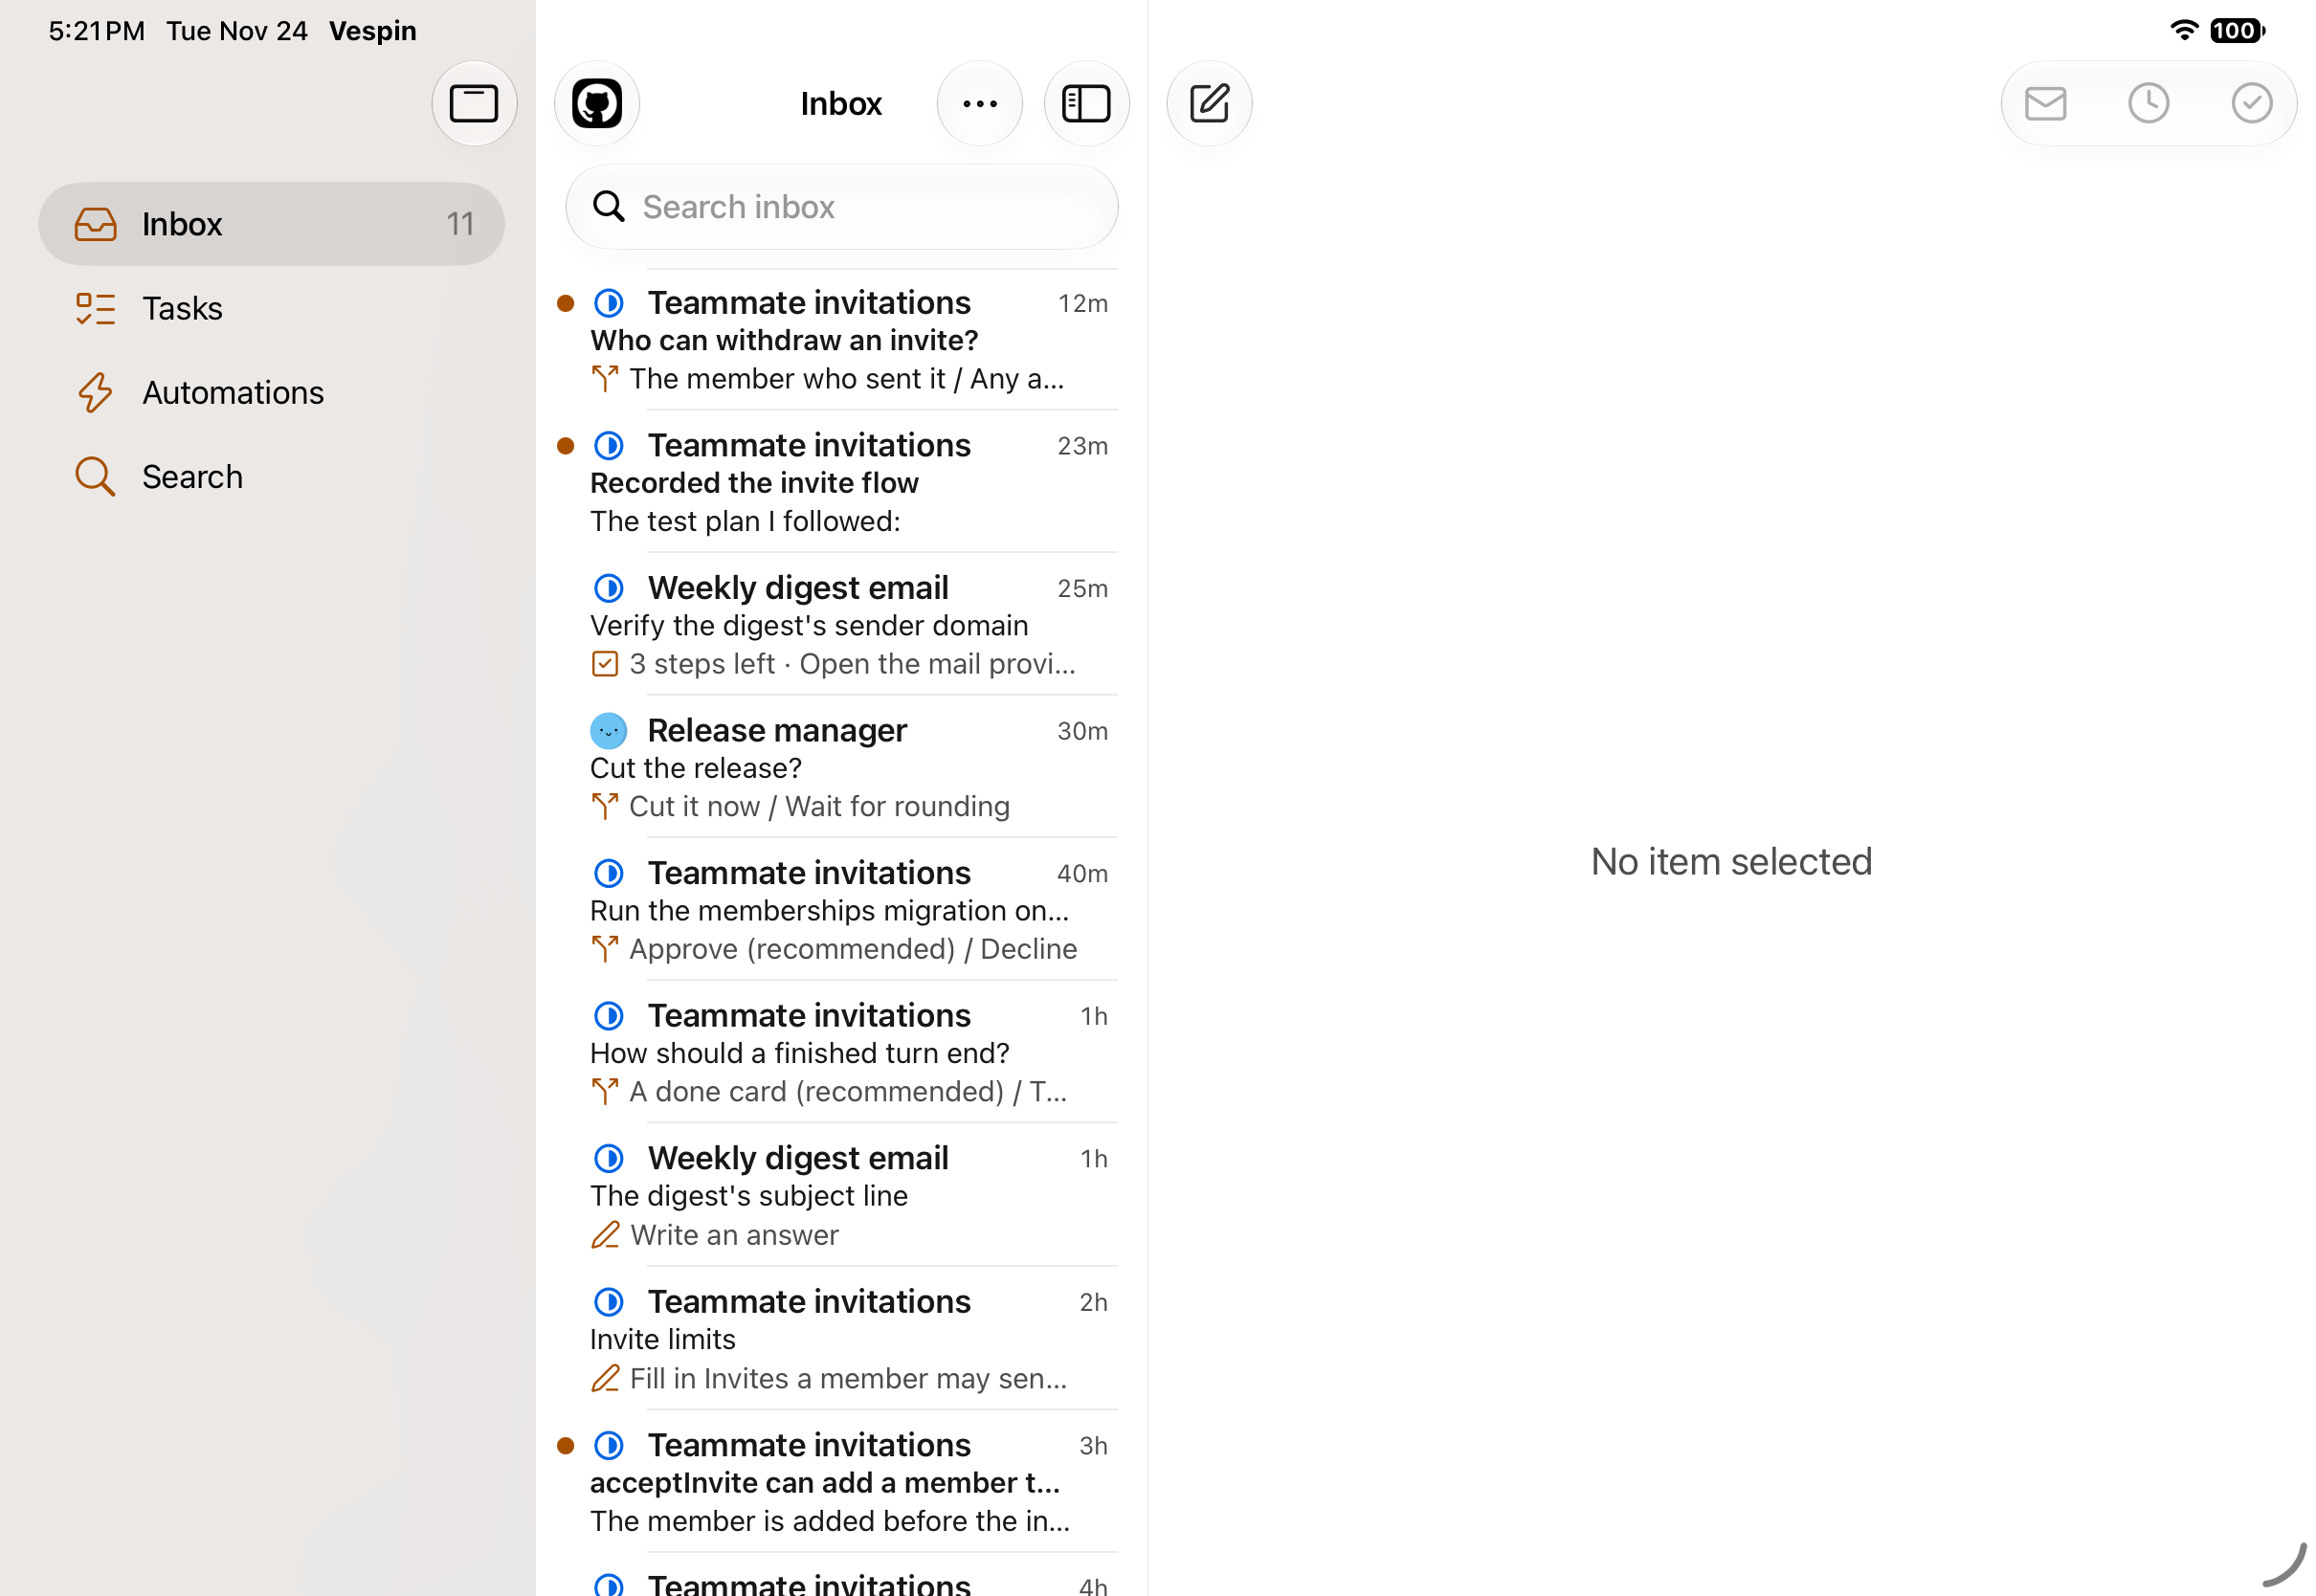 5:21 PM Tue Nov 24 Vespin
100
Inbox
Search inbox
Inbox 11
Tasks
Automations
Search
Teammate invitations 12m
Who can withdraw an invite?
The member who sent it / Any a...
Teammate invitations 23m
Recorded the invite flow
The test plan I followed:
Weekly digest email 25m
Verify the digest's sender domain
3 steps left · Open the mail provi...
Release manager 30m
Cut the release?
Cut it now / Wait for rounding
Teammate invitations 40m
Run the memberships migration on...
Approve (recommended) / Decline
Teammate invitations 1h
How should a finished turn end?
A done card (recommended) / T...
Weekly digest email 1h
The digest's subject line
Write an answer
Teammate invitations 2h
Invite limits
Fill in Invites a member may sen...
Teammate invitations 3h
acceptInvite can add a member t...
The member is added before the in...
Teammate invitations 4h
No item selected